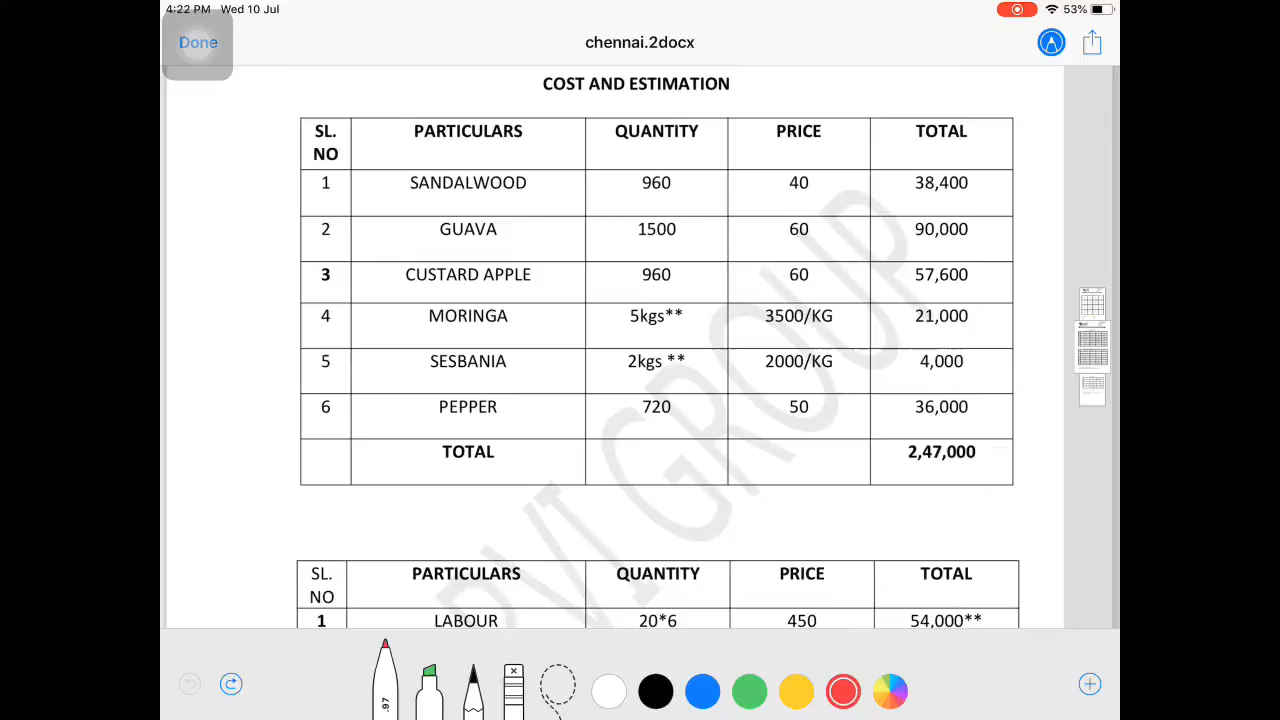 4:22 PM Wed 10 Jul 53%
Done chennai.2docx
COST AND ESTIMATION
SL. NO PARTICULARS QUANTITY PRICE TOTAL
1 SANDALWOOD 960 40 38,400
2 GUAVA 1500 60 90,000
3 CUSTARD APPLE 960 60 57,600
4 MORINGA 5kgs** 3500/KG 21,000
5 SESBANIA 2kgs ** 2000/KG 4,000
6 PEPPER 720 50 36,000
TOTAL 2,47,000
SL. NO PARTICULARS QUANTITY PRICE TOTAL
1 LABOUR 20*6 450 54,000**
RVI GROUP
.97